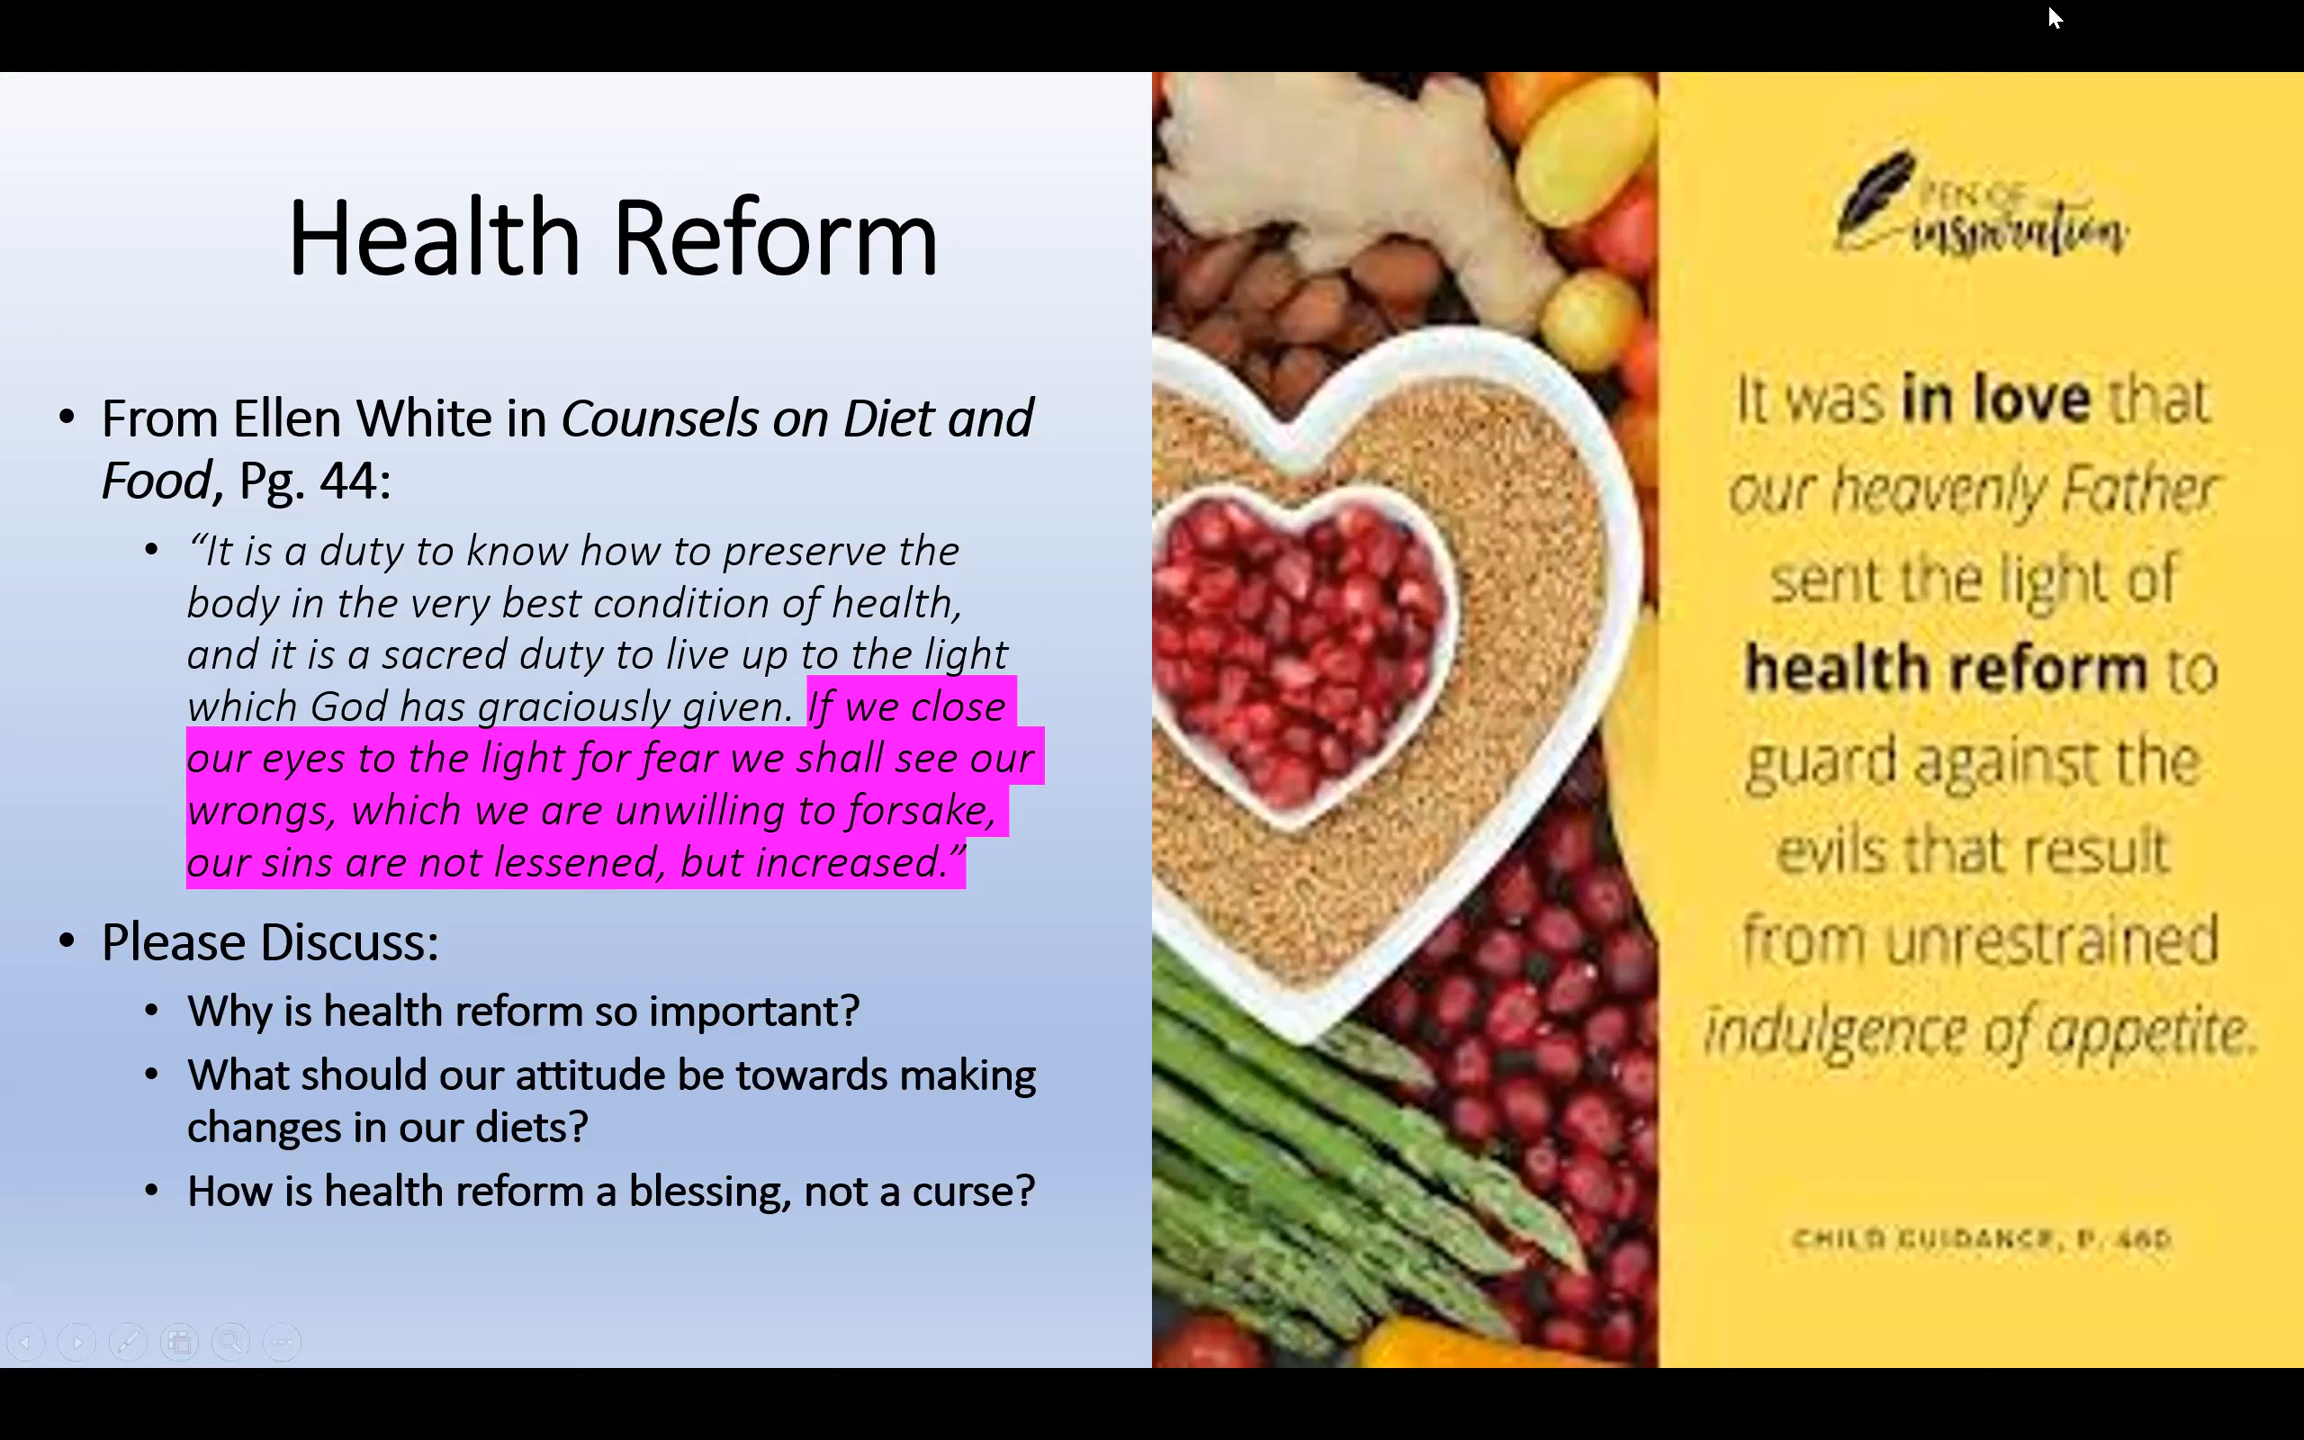 Health Reform
• From Ellen White in Counsels on Diet and
Food, Pg. 44:
• “It is a duty to know how to preserve the
body in the very best condition of health,
and it is a sacred duty to live up to the light
which God has graciously given. If we close
our eyes to the light for fear we shall see our
wrongs, which we are unwilling to forsake,
our sins are not lessened, but increased.”
• Please Discuss:
• Why is health reform so important?
• What should our attitude be towards making
changes in our diets?
• How is health reform a blessing, not a curse?
PEN OF
inspiration
It was in love that
our heavenly Father
sent the light of
health reform to
guard against the
evils that result
from unrestrained
indulgence of appetite.
CHILD GUIDANCE, P. 460